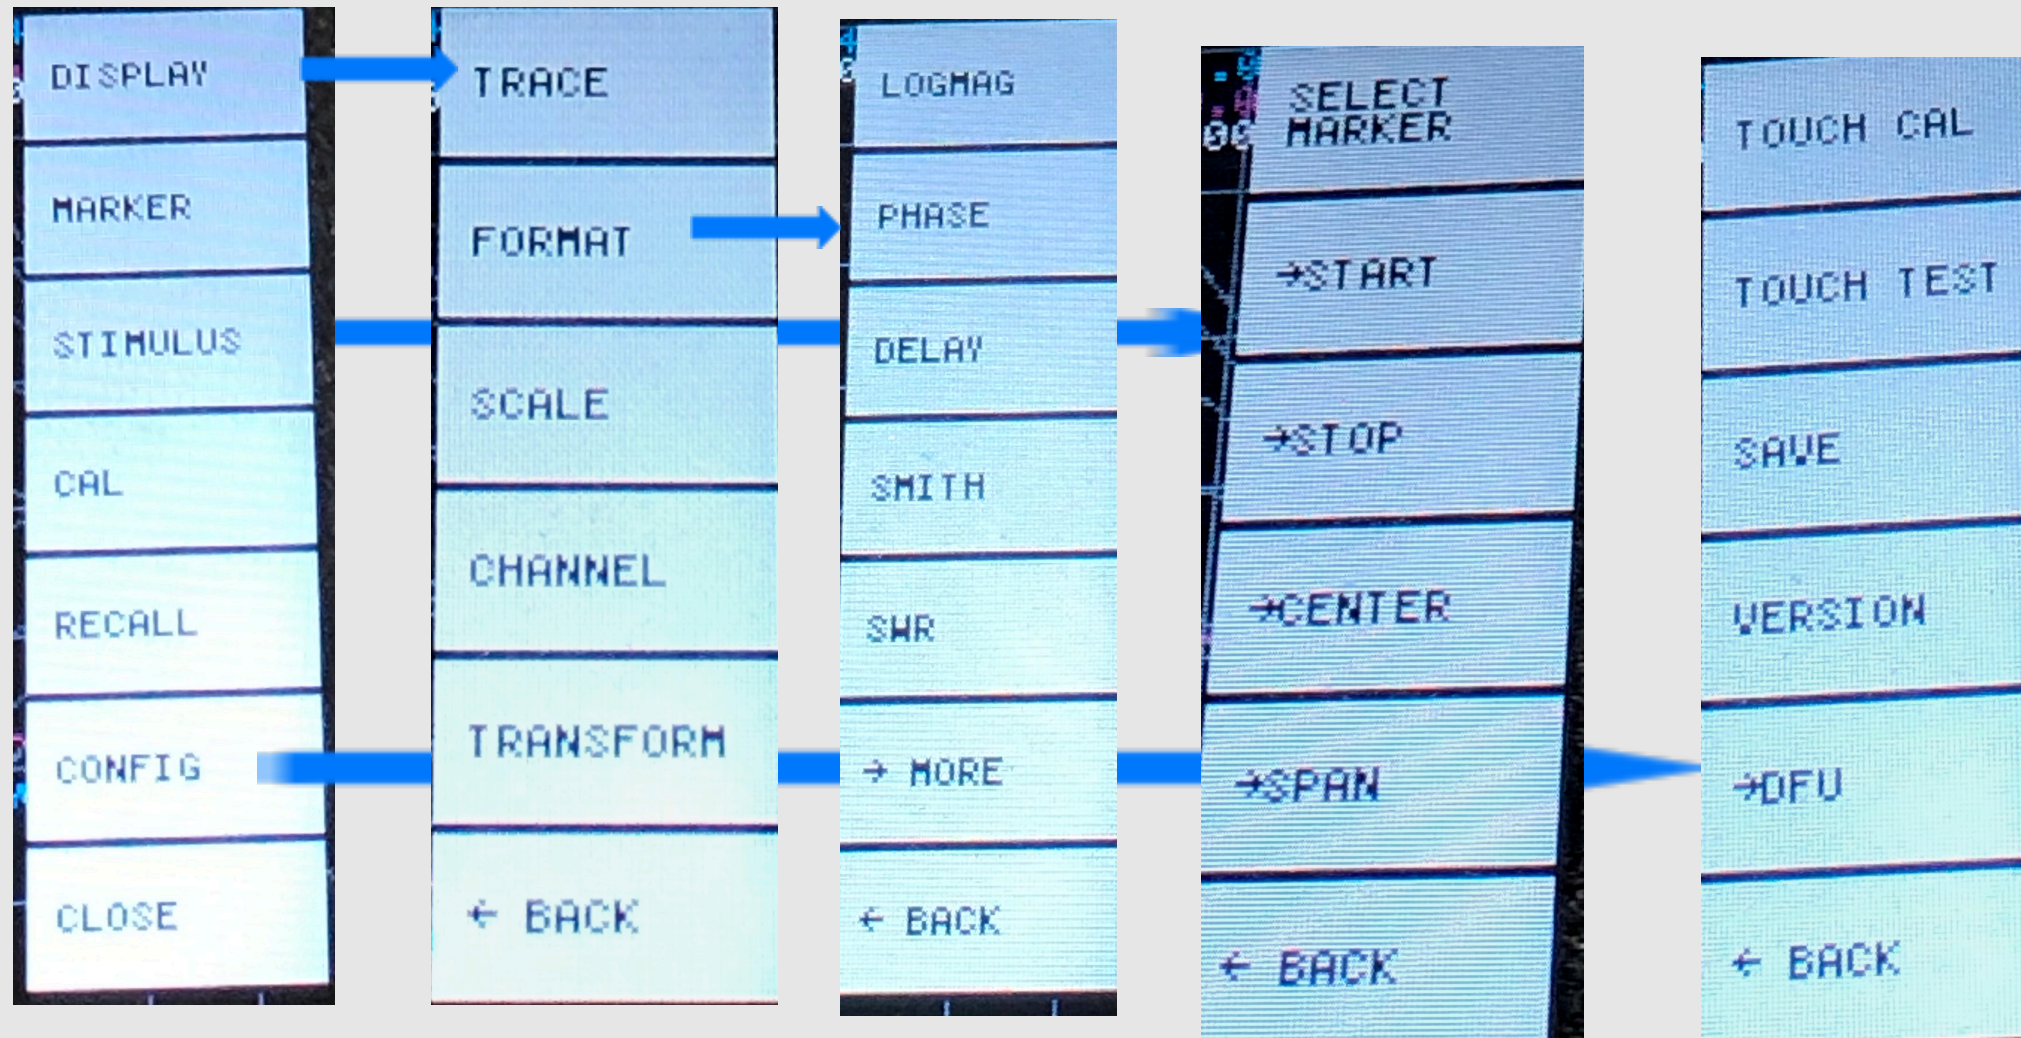 DISPLAY
MARKER
STIMULUS
CAL
RECALL
CONFIG
CLOSE
TRACE
FORMAT
SCALE
CHANNEL
TRANSFORM
← BACK
LOGMAG
PHASE
DELAY
SMITH
SWR
→ MORE
← BACK
SELECT
MARKER
→START
→STOP
→CENTER
→SPAN
← BACK
TOUCH CAL
TOUCH TEST
SAVE
VERSION
→DFU
← BACK